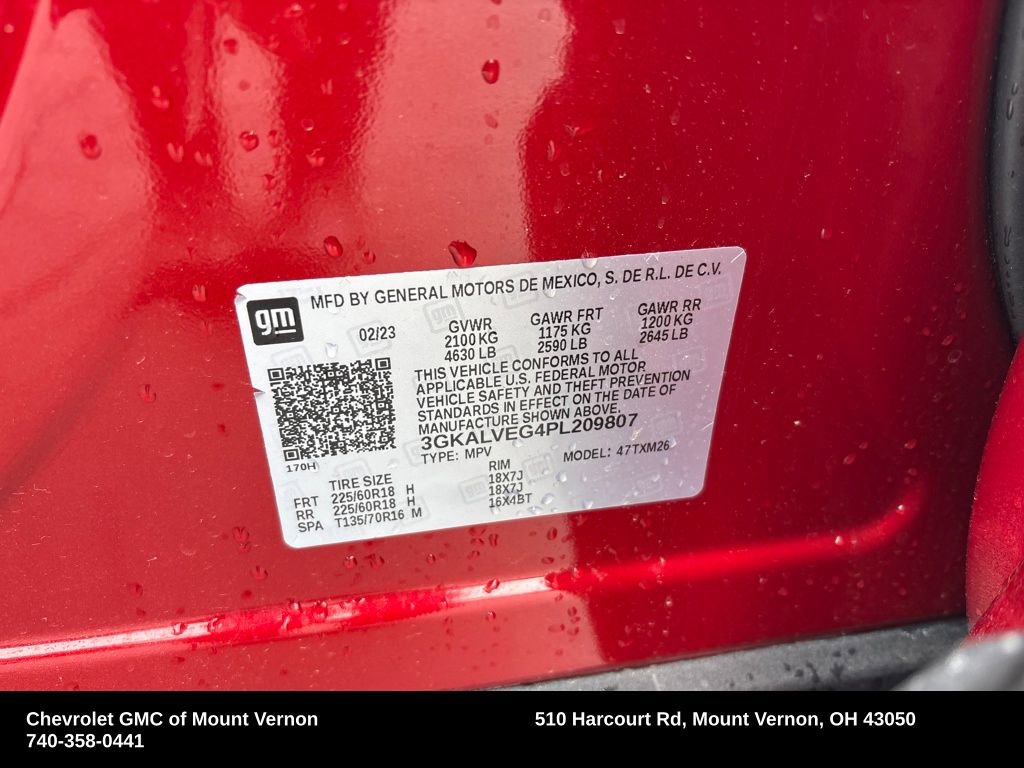 gm
MFD BY GENERAL MOTORS DE MEXICO, S. DE R.L. DE C.V.
02/23 GVWR GAWR FRT GAWR RR
2100 KG 1175 KG 1200 KG
4630 LB 2590 LB 2645 LB
THIS VEHICLE CONFORMS TO ALL
APPLICABLE U.S. FEDERAL MOTOR
VEHICLE SAFETY AND THEFT PREVENTION
STANDARDS IN EFFECT ON THE DATE OF
MANUFACTURE SHOWN ABOVE.
3GKALVEG4PL209807
170H TYPE: MPV MODEL: 47TXM26
TIRE SIZE RIM
FRT 225/60R18 H 18X7J
RR 225/60R18 H 18X7J
SPA T135/70R16 M 16X4BT
Chevrolet GMC of Mount Vernon 510 Harcourt Rd, Mount Vernon, OH 43050
740-358-0441